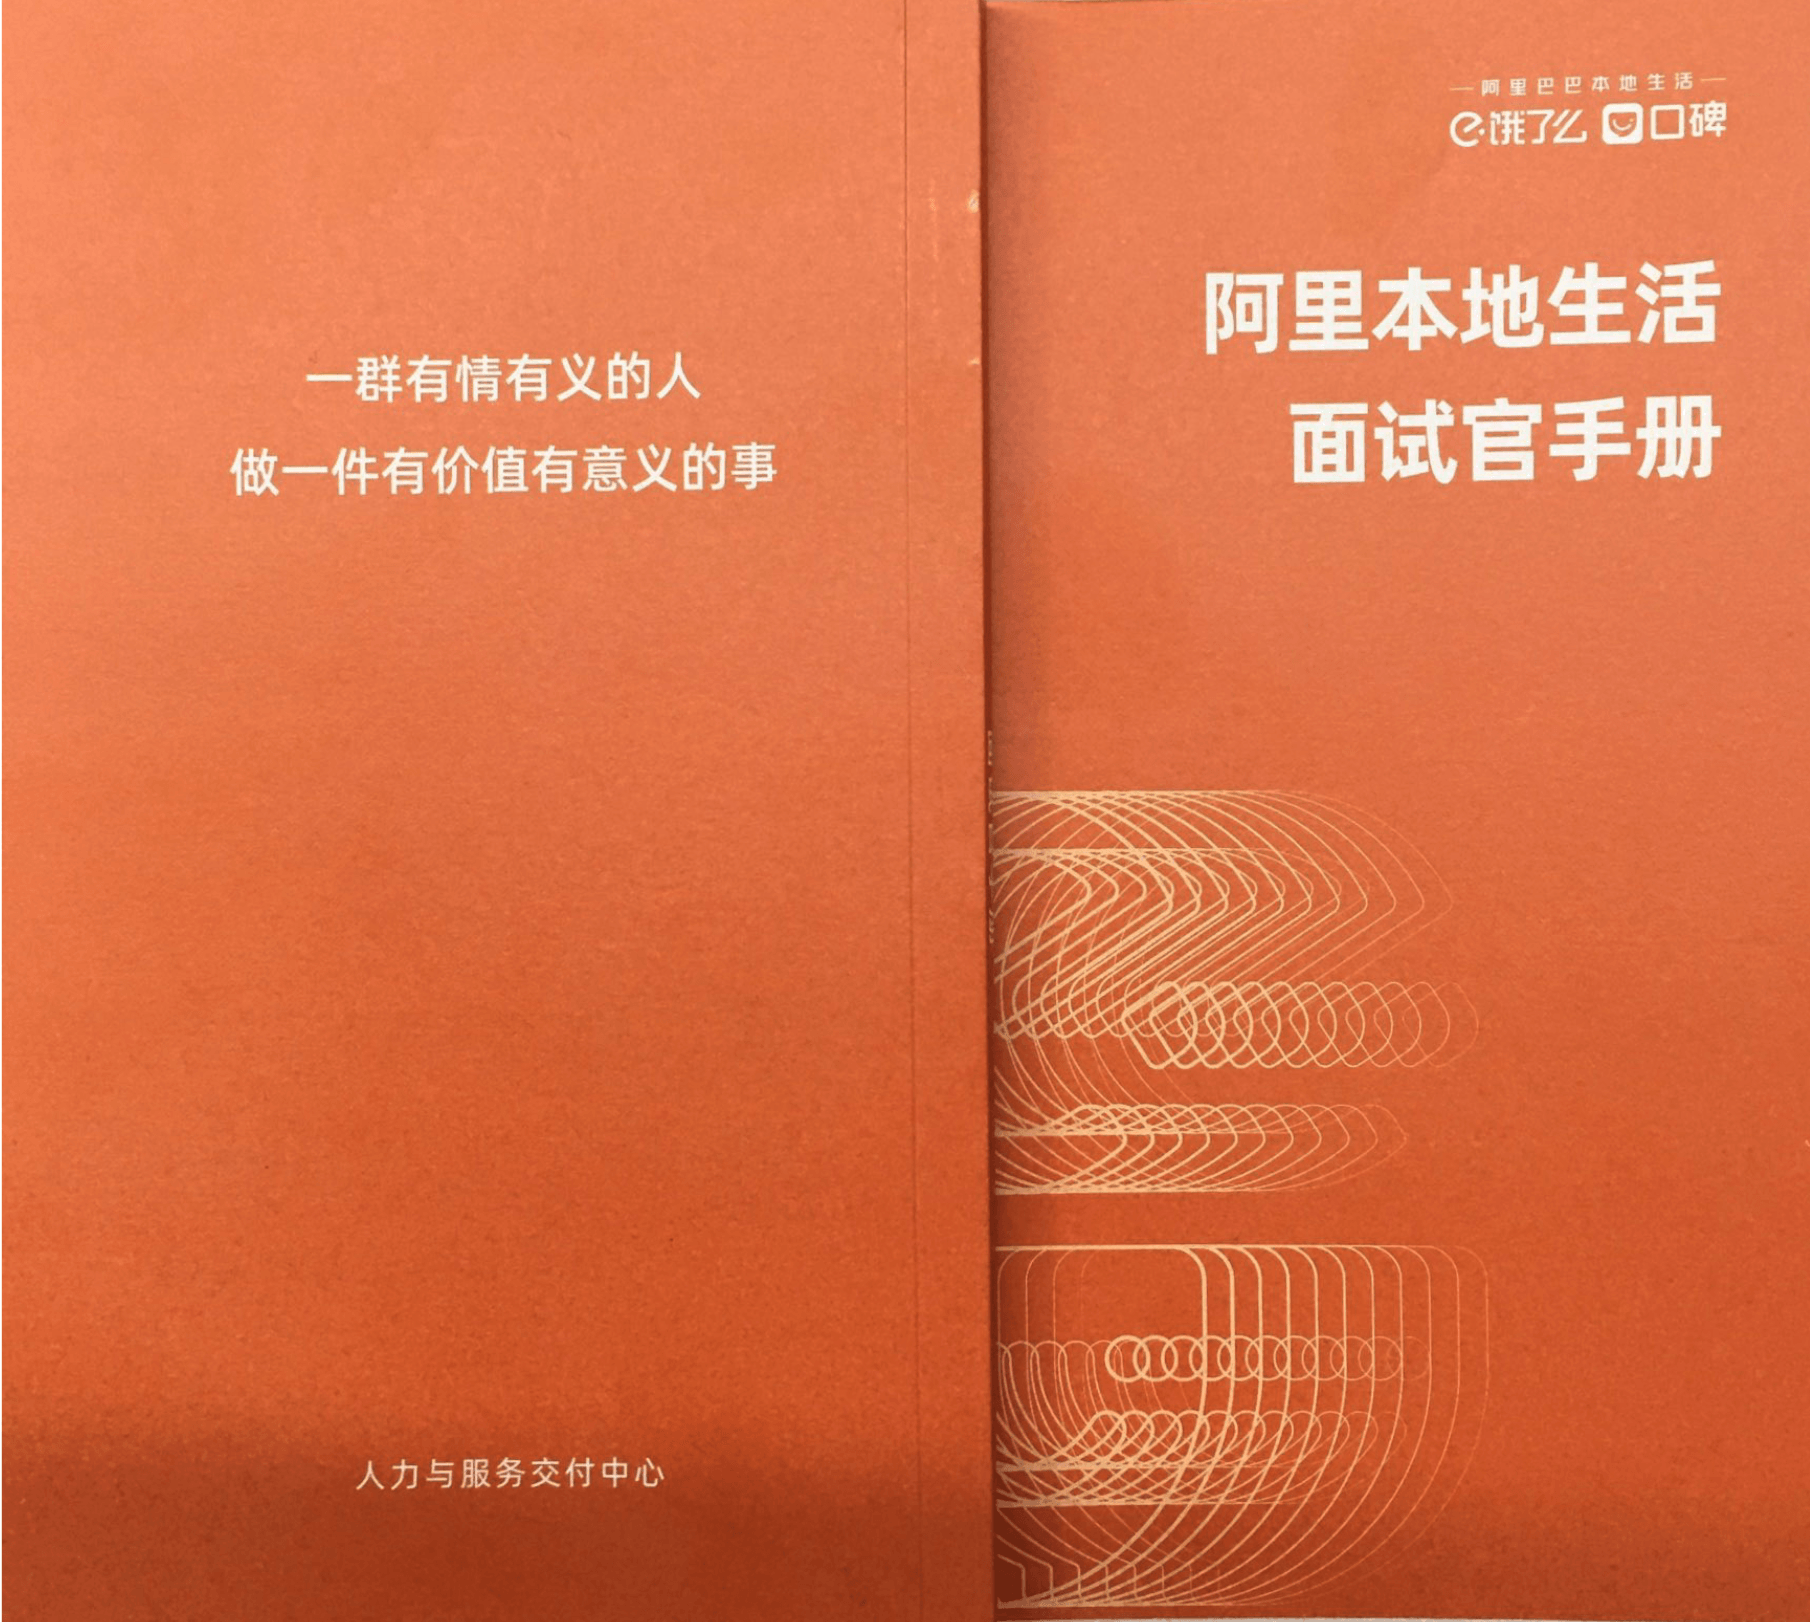 一群有情有义的人
做一件有价值有意义的事
人力与服务交付中心
阿里巴巴本地生活
饿了么 口碑
阿里本地生活
面试官手册